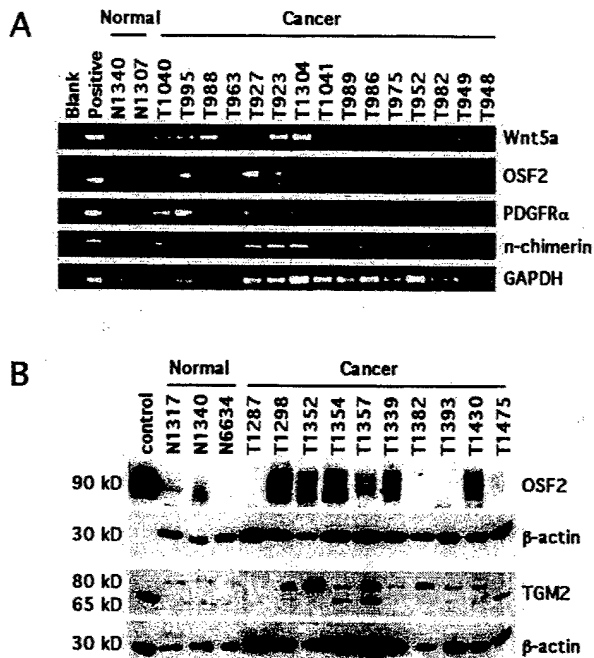 A
Normal Cancer
Blank Positive N1340 N1307 T1040 T995 T988 T963 T927 T923 T1304 T1041 T989 T986 T975 T952 T982 T949 T948
Wnt5a
OSF2
PDGFRα
n-chimerin
GAPDH
B
Normal Cancer
control N1317 N1340 N6634 T1287 T1298 T1352 T1354 T1357 T1339 T1382 T1393 T1430 T1475
90 kD OSF2
30 kD β-actin
80 kD
TGM2
65 kD
30 kD β-actin